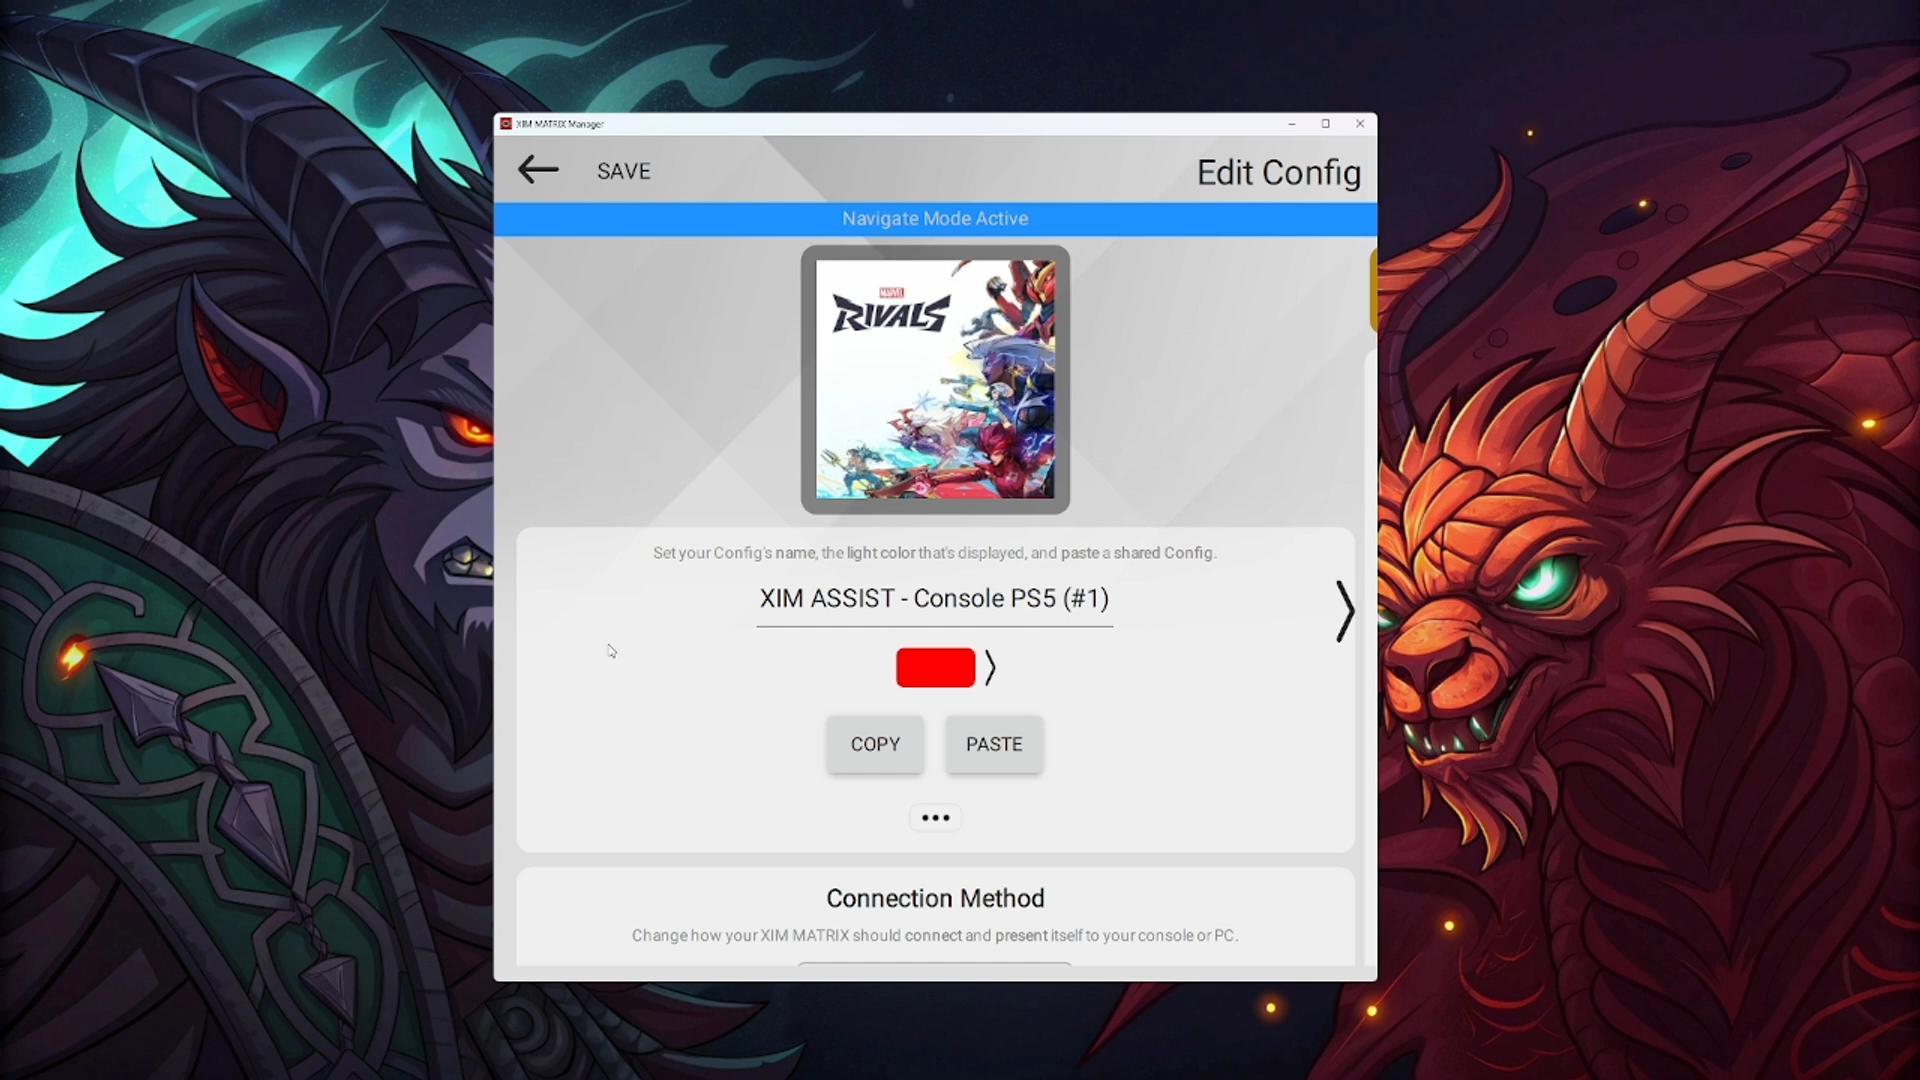 XIM MATRIX Manager
SAVE
Edit Config
Navigate Mode Active
MARVEL
RIVALS
Set your Config's name, the light color that's displayed, and paste a shared Config.
XIM ASSIST - Console PS5 (#1)
COPY
PASTE
Connection Method
Change how your XIM MATRIX should connect and present itself to your console or PC.